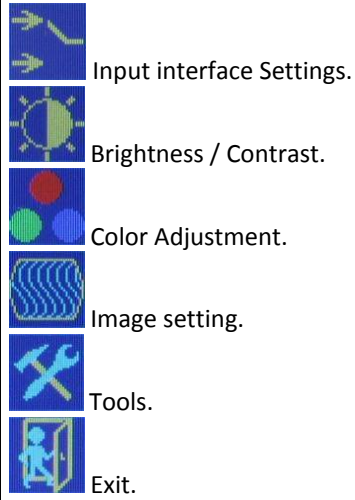 Input interface Settings.
Brightness / Contrast.
Color Adjustment.
Image setting.
Tools.
Exit.